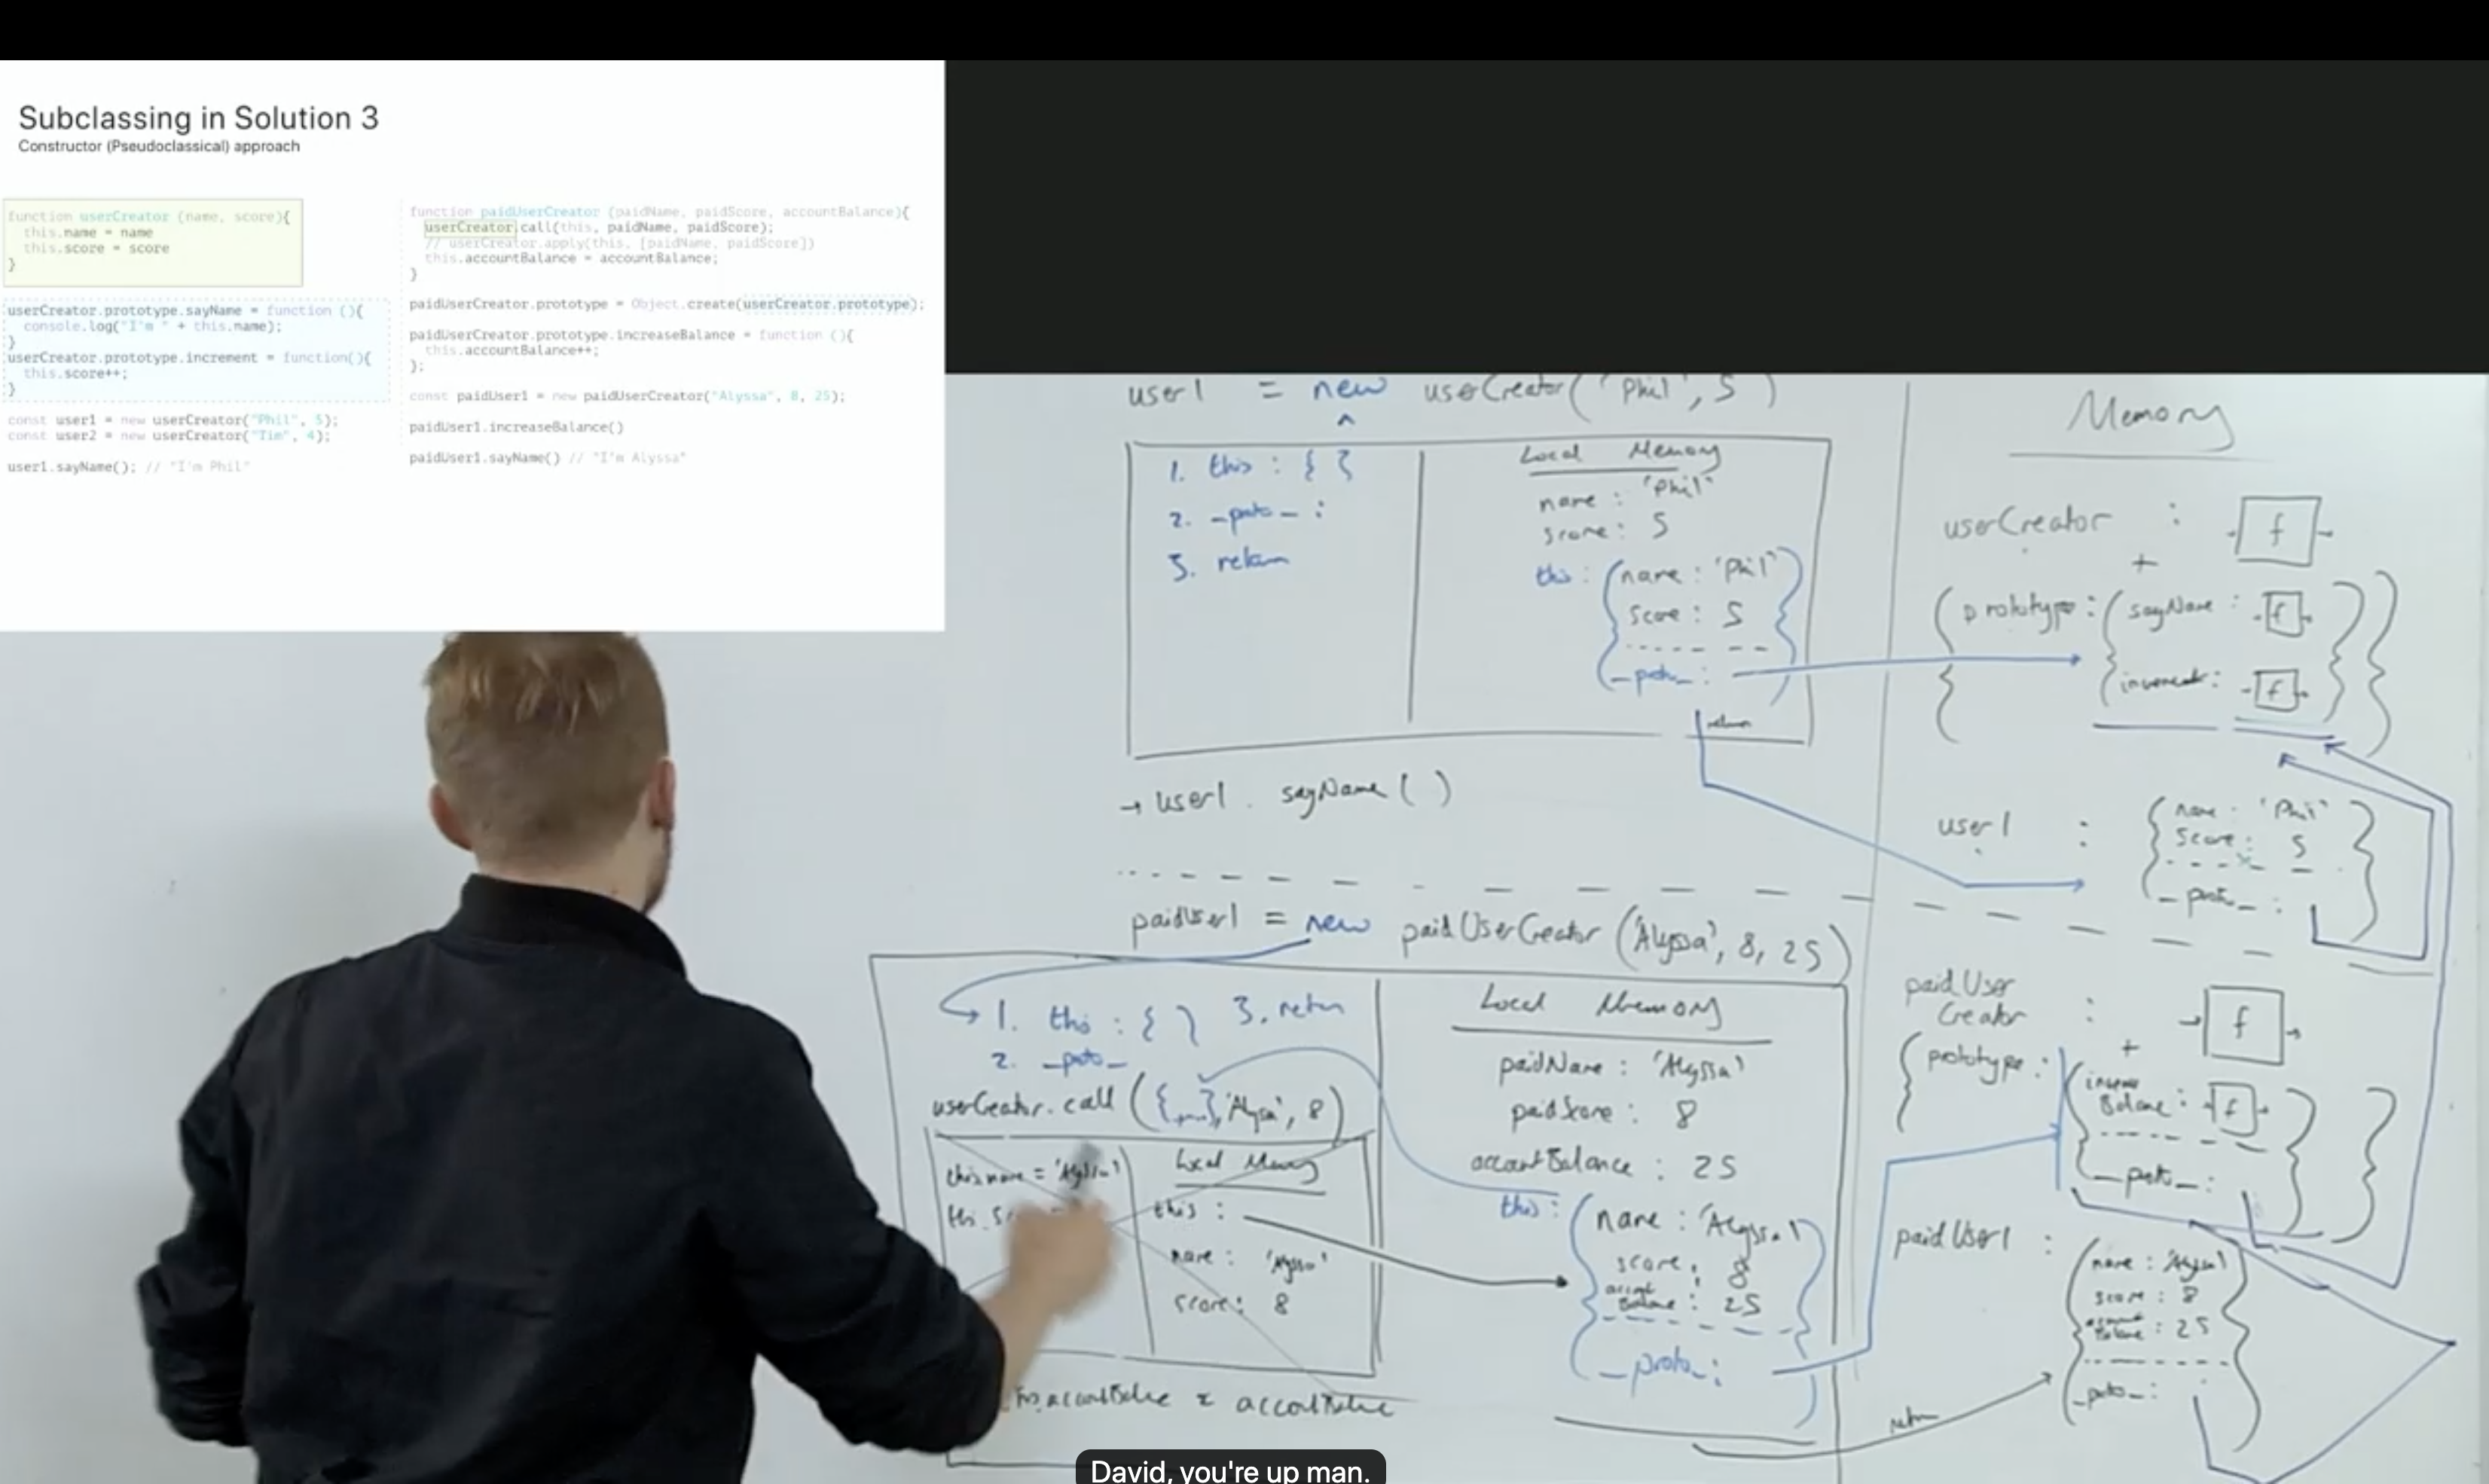 Subclassing in Solution 3
Constructor (Pseudoclassical) approach
function userCreator (name, score){
this.name = name
this.score = score
}
userCreator.prototype.sayName = function (){
console.log("I'm " + this.name);
}
userCreator.prototype.increment = function(){
this.score++;
}
const user1 = new userCreator("Phil", 5);
const user2 = new userCreator("Tim", 4);
user1.sayName(); // "I'm Phil"
function paidUserCreator (paidName, paidScore, accountBalance){
userCreator.call(this, paidName, paidScore);
// userCreator.apply(this, [paidName, paidScore])
this.accountBalance = accountBalance;
}
paidUserCreator.prototype = Object.create(userCreator.prototype);
paidUserCreator.prototype.increaseBalance = function (){
this.accountBalance++;
};
const paidUser1 = new paidUserCreator("Alyssa", 8, 25);
paidUser1.increaseBalance()
paidUser1.sayName() // "I'm Alyssa"
user1 = new userCreator('Phil', 5)
1. this : { }
2. _proto_ :
3. return
Local Memory
name : 'Phil'
score : 5
this : name : 'Phil'
score : 5
_proto_ :
return
→ user1 . sayName ( )
Memory
userCreator : f
+
prototype : sayName : f
increment : f
user1 : name : 'Phil'
score : 5
_proto_ :
paidUser1 = new paidUserCreator ('Alyssa', 8, 25)
1. this : { } 3. return
2. _proto_
userCreator.call ({...}, 'Alyssa', 8)
this.name = 'Alyssa'
Local Memory
this :
name : 'Alyssa'
score : 8
this.accountBalance = accountBalance
Local Memory
paidName : 'Alyssa'
paidScore : 8
accountBalance : 25
this : name : 'Alyssa'
score : 8
account Balance : 25
_proto_ :
return
paidUser
Creator : f
+
prototype :
Balance : f
_proto_ :
paidUser1 : name : 'Alyssa'
score : 8
account
Balance : 25
_proto_ :
David, you're up man.